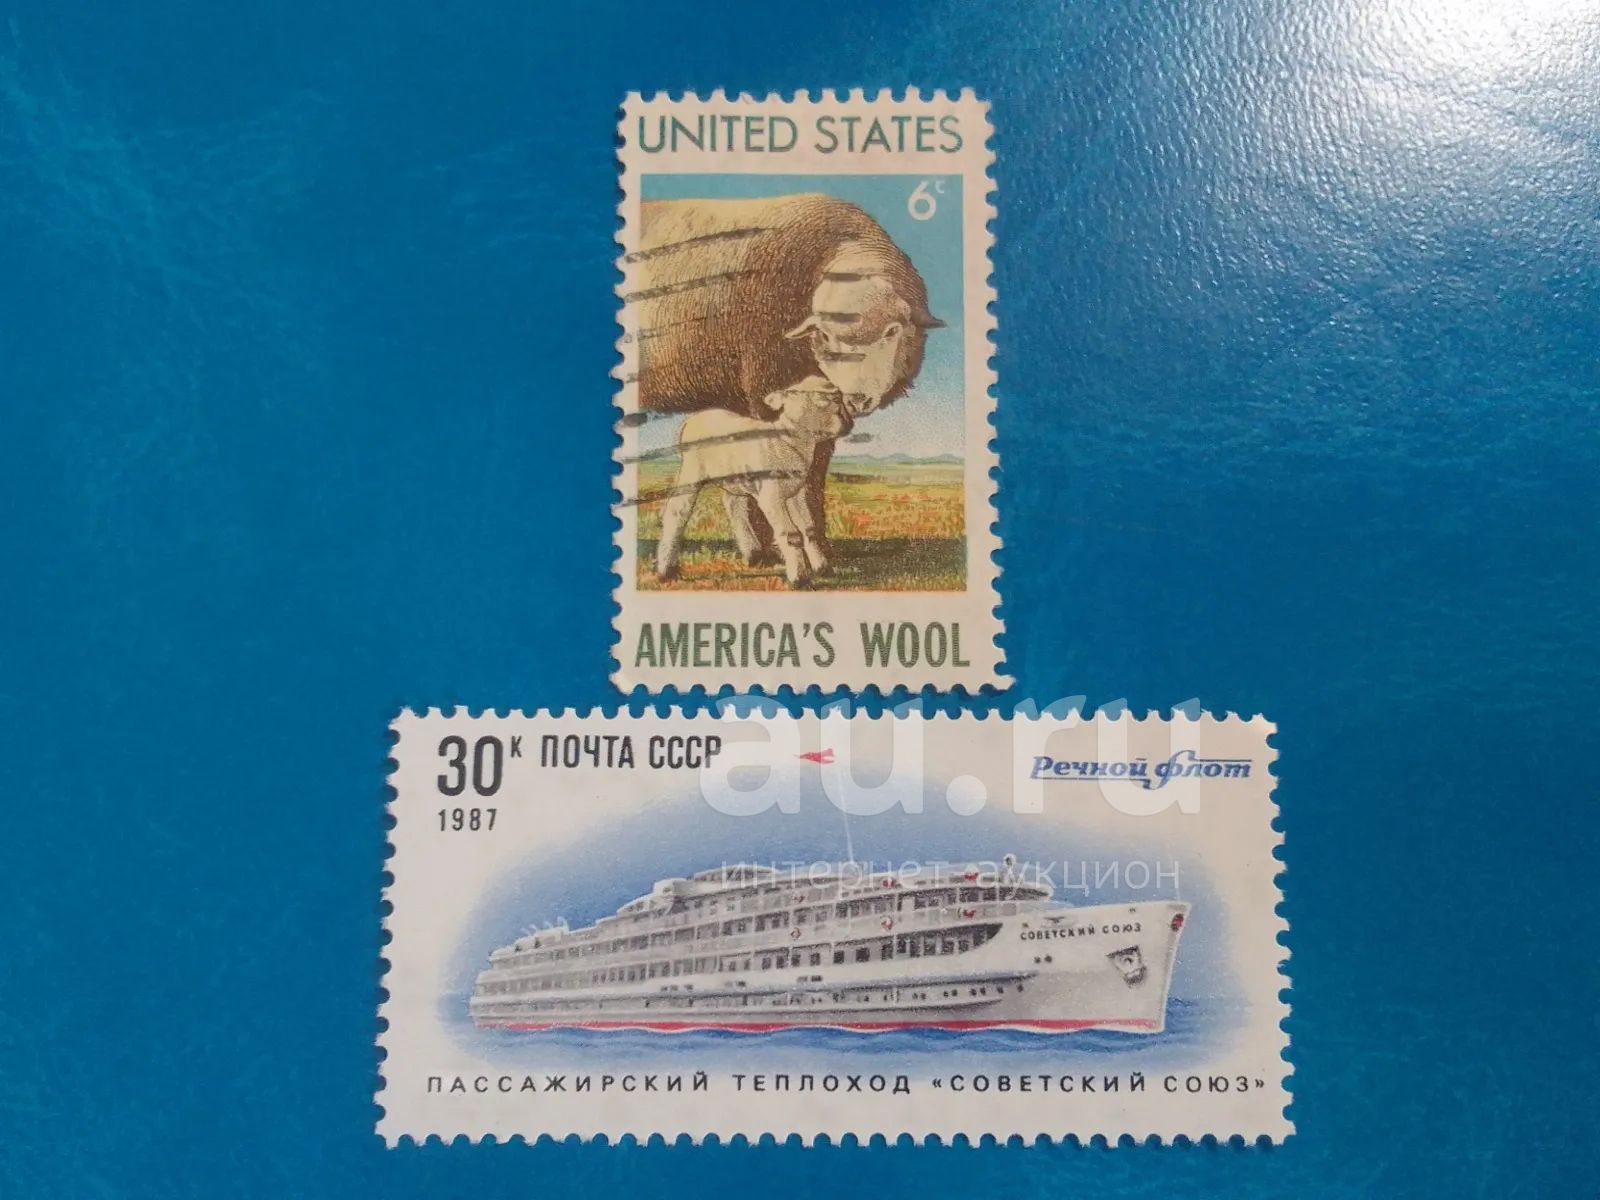 UNITED STATES
6c
AMERICA'S WOOL
au.ru
интернет-аукцион
30к ПОЧТА СССР
1987
Речной флот
СОВЕТСКИЙ СОЮЗ
ПАССАЖИРСКИЙ ТЕПЛОХОД «СОВЕТСКИЙ СОЮЗ»